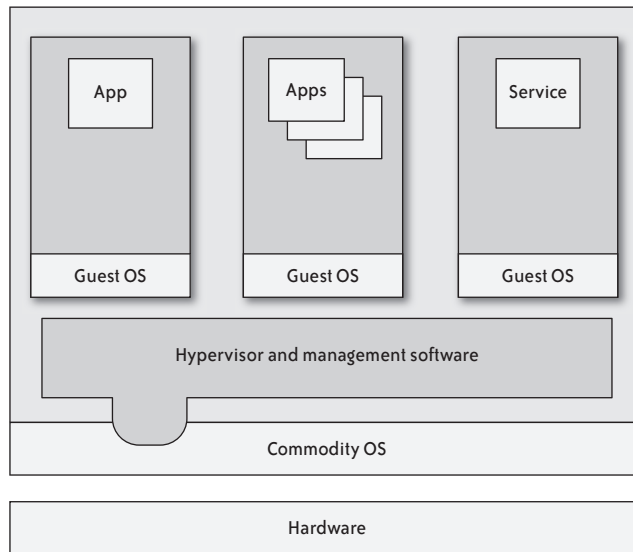 App
Apps
Service
Guest OS
Guest OS
Guest OS
Hypervisor and management software
Commodity OS
Hardware